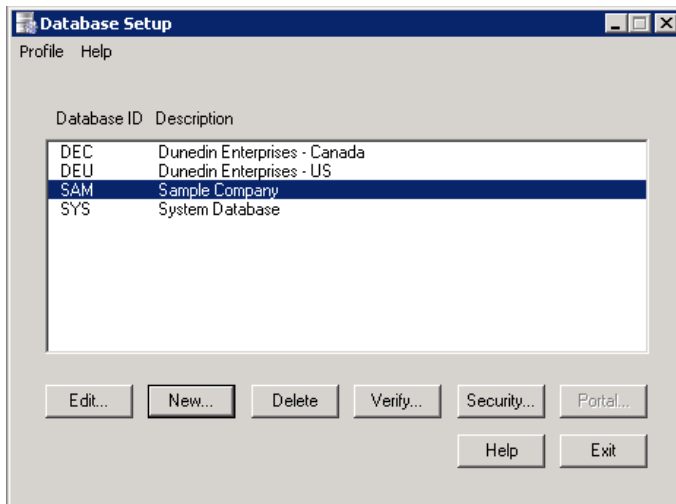 Database Setup
Profile Help
Database ID Description
DEC Dunedin Enterprises - Canada
DEU Dunedin Enterprises - US
SAM Sample Company
SYS System Database
Edit... New... Delete Verify... Security... Portal...
Help Exit